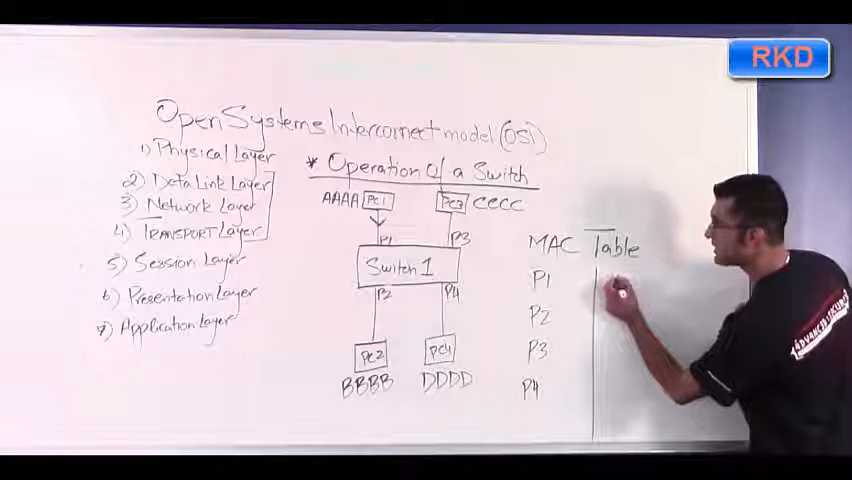 RKD
Open Systems Interconnect model (OSI)
1) Physical Layer
2) Data Link Layer
3) Network Layer
4) TRANSPORT Layer
5) Session Layer
6) Presentation Layer
7) Application Layer
* Operation of a Switch
AAAA PC1 PC3 CCCC
P1 P3
Switch 1
P2 P4
PC2 PC4
BBBB DDDD
MAC Table
P1
P2
P3
P4